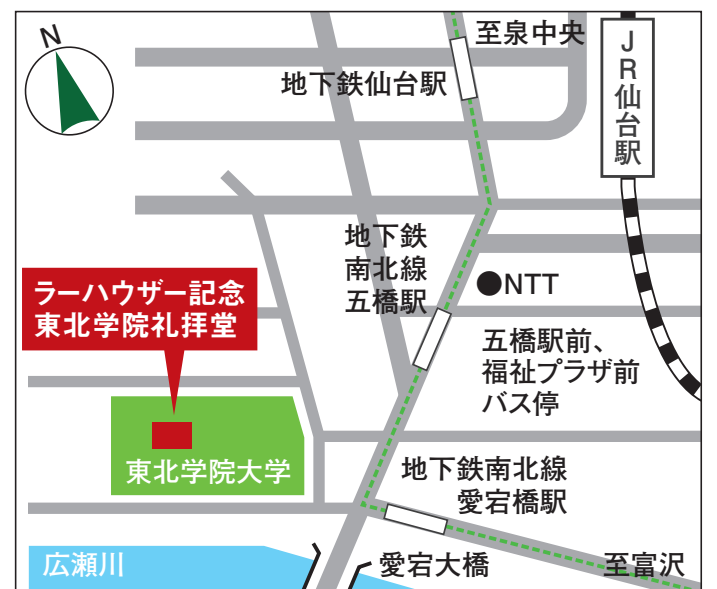 N
至泉中央
JR仙台駅
地下鉄仙台駅
地下鉄
南北線
五橋駅
●NTT
ラーハウザー記念
東北学院礼拝堂
五橋駅前、
福祉プラザ前
バス停
東北学院大学
地下鉄南北線
愛宕橋駅
広瀬川
愛宕大橋
至富沢